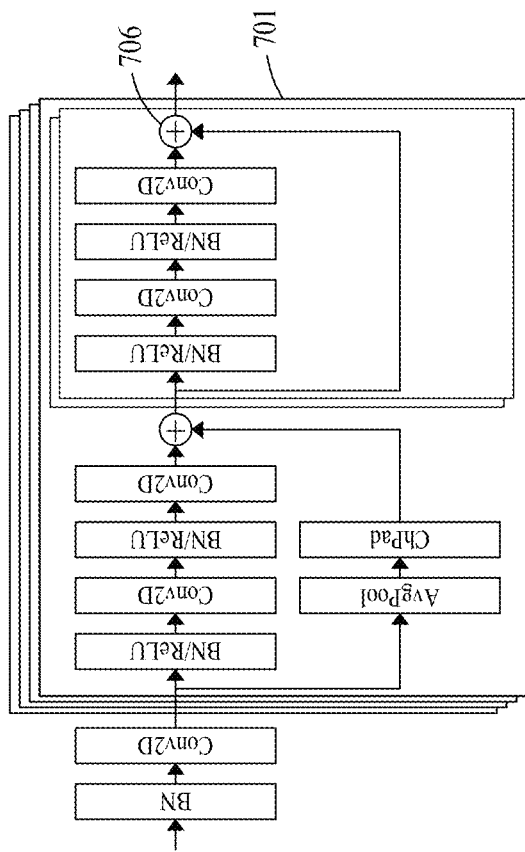 706
701
Conv2D
BN/ReLU
Conv2D
BN/ReLU
+
+
Conv2D
BN/ReLU
Conv2D
BN/ReLU
ChPad
AvgPool
Conv2D
BN